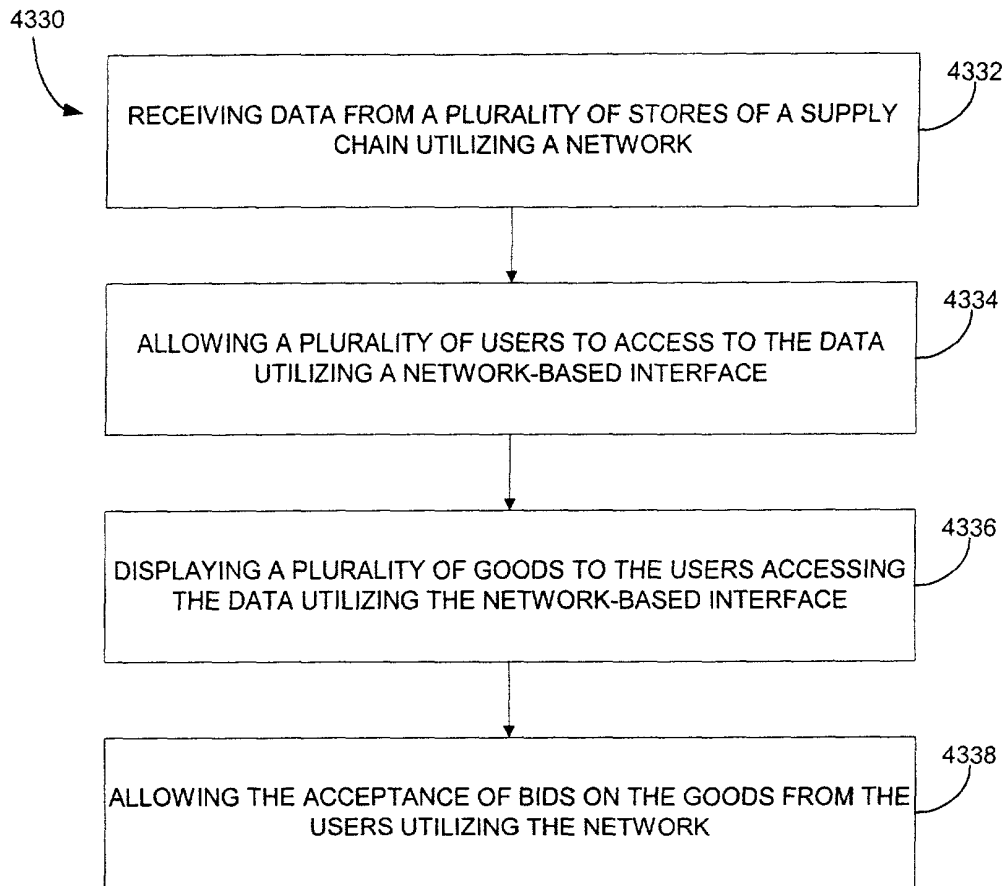 4330
4332
RECEIVING DATA FROM A PLURALITY OF STORES OF A SUPPLY
CHAIN UTILIZING A NETWORK
4334
ALLOWING A PLURALITY OF USERS TO ACCESS TO THE DATA
UTILIZING A NETWORK-BASED INTERFACE
4336
DISPLAYING A PLURALITY OF GOODS TO THE USERS ACCESSING
THE DATA UTILIZING THE NETWORK-BASED INTERFACE
4338
ALLOWING THE ACCEPTANCE OF BIDS ON THE GOODS FROM THE
USERS UTILIZING THE NETWORK